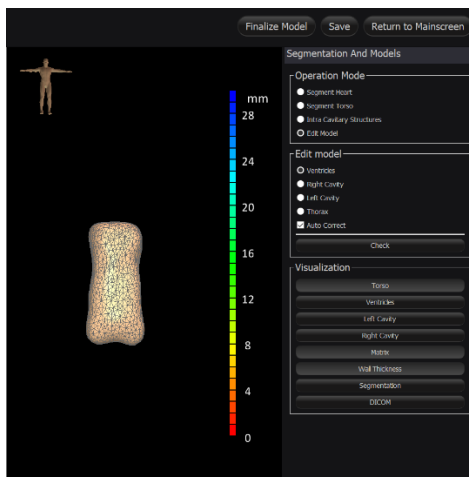 Finalize Model Save Return to Mainscreen
Segmentation And Models
Operation Mode
Segment Heart
Segment Torso
Intra Cavitary Structures
Edit Model
Edit model
Ventricles
Right Cavity
Left Cavity
Thorax
Auto Correct
Check
Visualization
Torso
Ventricles
Left Cavity
Right Cavity
Matrix
Wall Thickness
Segmentation
DICOM
mm
28
24
20
16
12
8
4
0